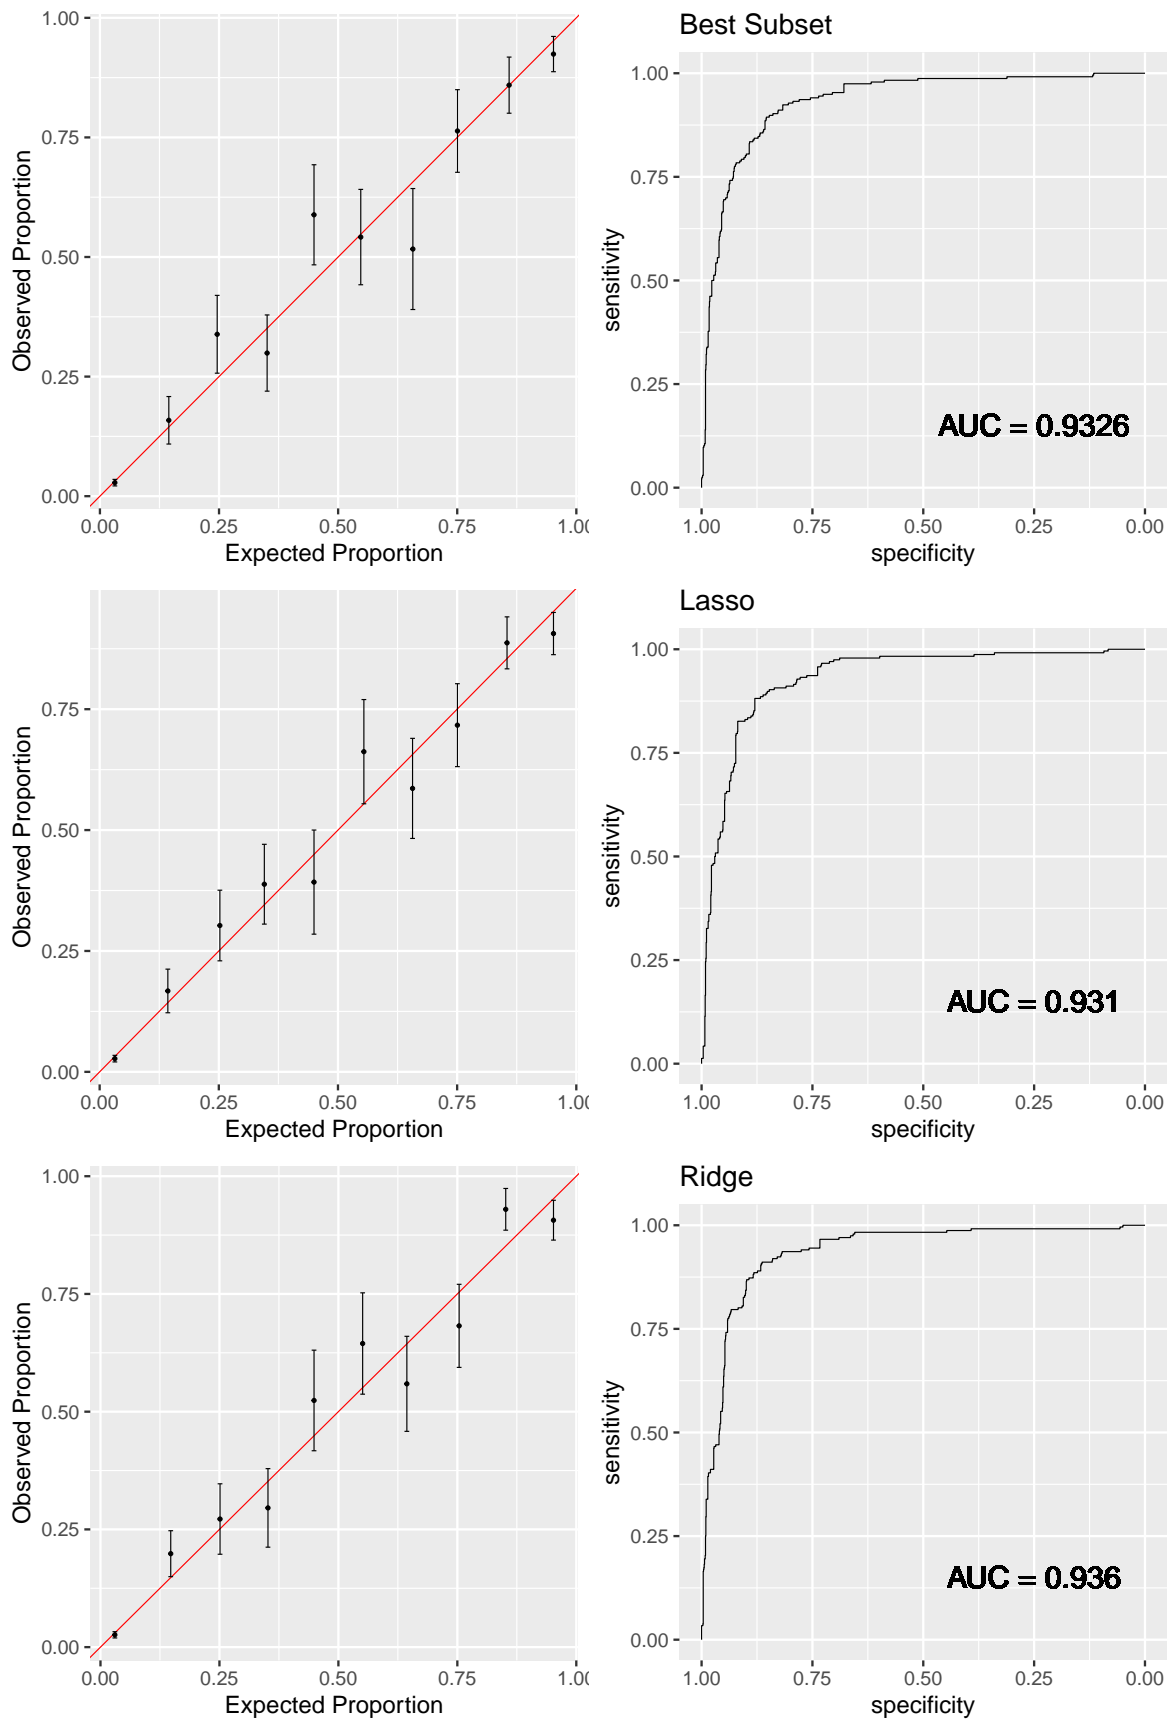 1.00
0.75
0.50
0.25
0.00
Observed Proportion
0.00 0.25 0.50 0.75 1.00
Expected Proportion
Best Subset
1.00
0.75
0.50
0.25
0.00
sensitivity
AUC = 0.9326
1.00 0.75 0.50 0.25 0.00
specificity
0.75
0.50
0.25
0.00
Observed Proportion
0.00 0.25 0.50 0.75 1.00
Expected Proportion
Lasso
1.00
0.75
0.50
0.25
0.00
sensitivity
AUC = 0.931
1.00 0.75 0.50 0.25 0.00
specificity
1.00
0.75
0.50
0.25
0.00
Observed Proportion
0.00 0.25 0.50 0.75 1.00
Expected Proportion
Ridge
1.00
0.75
0.50
0.25
0.00
sensitivity
AUC = 0.936
1.00 0.75 0.50 0.25 0.00
specificity